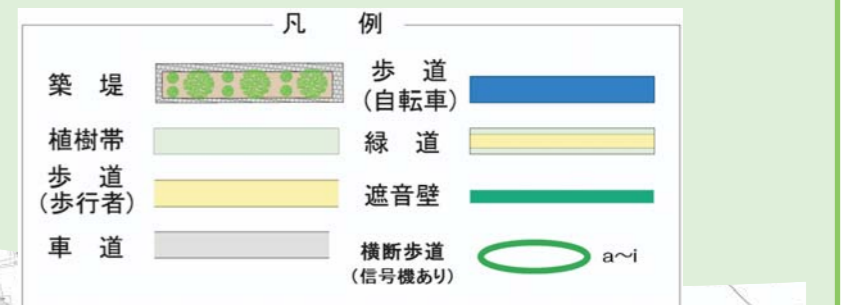 凡 例
築 堤
植樹帯
歩 道
(歩行者)
車 道
歩 道
(自転車)
緑 道
遮音壁
横断歩道
(信号機あり)
a～i